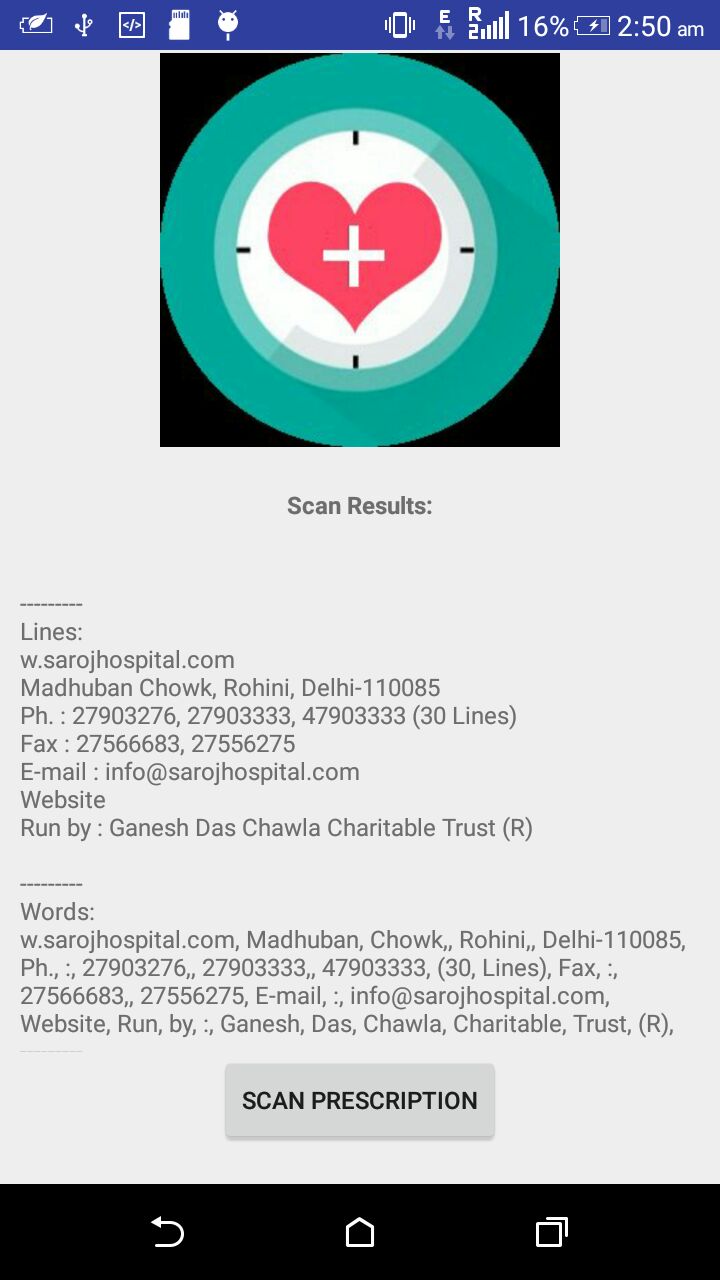 E R 2 16% 2:50 am
Scan Results:
---------
Lines:
w.sarojhospital.com
Madhuban Chowk, Rohini, Delhi-110085
Ph. : 27903276, 27903333, 47903333 (30 Lines)
Fax : 27566683, 27556275
E-mail : info@sarojhospital.com
Website
Run by : Ganesh Das Chawla Charitable Trust (R)
---------
Words:
w.sarojhospital.com, Madhuban, Chowk,, Rohini,, Delhi-110085,
Ph., :, 27903276,, 27903333,, 47903333, (30, Lines), Fax, :,
27566683,, 27556275, E-mail, :, info@sarojhospital.com,
Website, Run, by, :, Ganesh, Das, Chawla, Charitable, Trust, (R),
---------
SCAN PRESCRIPTION